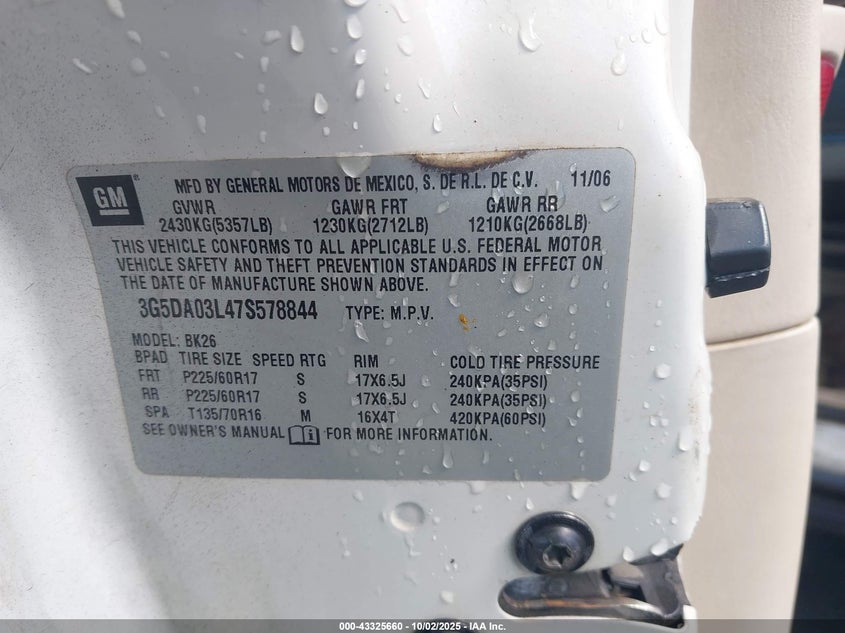 GM
MFD BY GENERAL MOTORS DE MEXICO, S. DE R.L. DE C.V. 11/06
GVWR GAWR FRT GAWR RR
2430KG(5357LB) 1230KG(2712LB) 1210KG(2668LB)
THIS VEHICLE CONFORMS TO ALL APPLICABLE U.S. FEDERAL MOTOR
VEHICLE SAFETY AND THEFT PREVENTION STANDARDS IN EFFECT ON
THE DATE OF MANUFACTURE SHOWN ABOVE.
3G5DA03L47S578844 TYPE: M.P.V.
MODEL: BK26
BPAD TIRE SIZE SPEED RTG RIM COLD TIRE PRESSURE
FRT P225/60R17 S 17X6.5J 240KPA(35PSI)
RR P225/60R17 S 17X6.5J 240KPA(35PSI)
SPA T135/70R16 M 16X4T 420KPA(60PSI)
SEE OWNER'S MANUAL i FOR MORE INFORMATION.
000-43325660 - 10/02/2025 - IAA Inc.